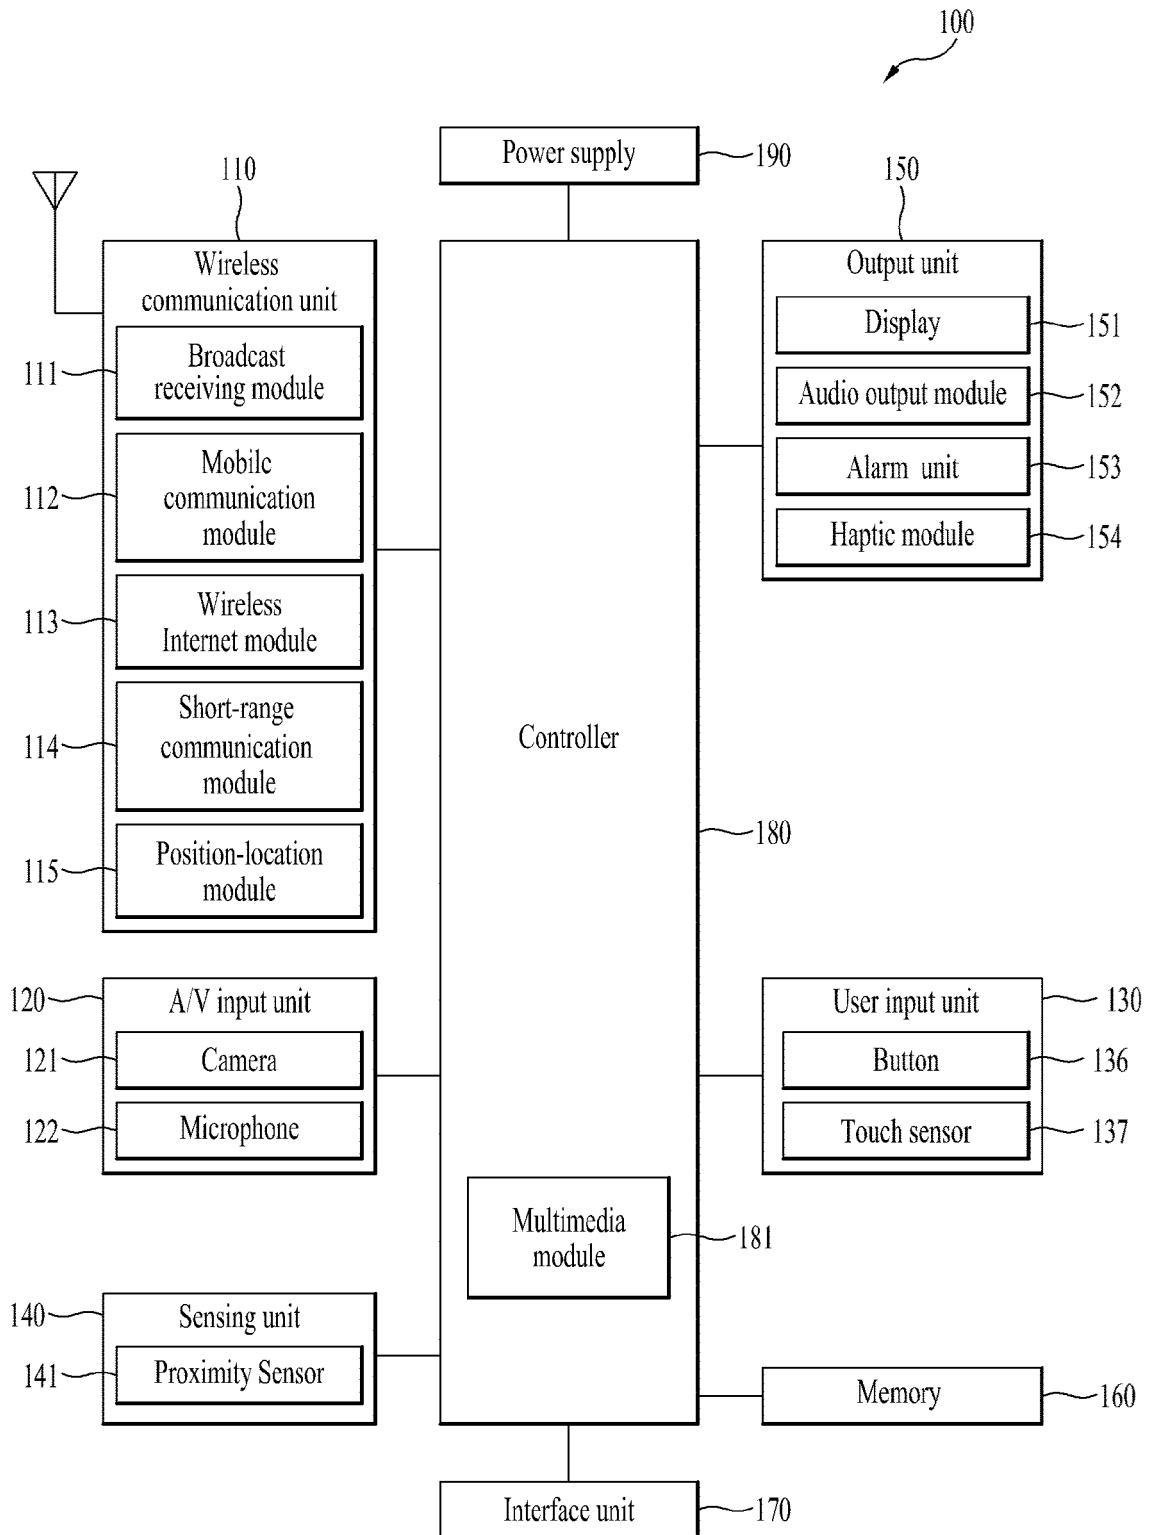 100
Power supply
190
110
Wireless
communication unit
111
Broadcast
receiving module
112
Mobile
communication
module
113
Wireless
Internet module
114
Short-range
communication
module
115
Position-location
module
120
A/V input unit
121
Camera
122
Microphone
140
Sensing unit
141
Proximity Sensor
Controller
180
Multimedia
module
181
150
Output unit
Display
151
Audio output module
152
Alarm unit
153
Haptic module
154
User input unit
130
Button
136
Touch sensor
137
Memory
160
Interface unit
170